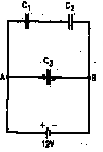 C₁ C₂
C₃
A B
+ -
12V